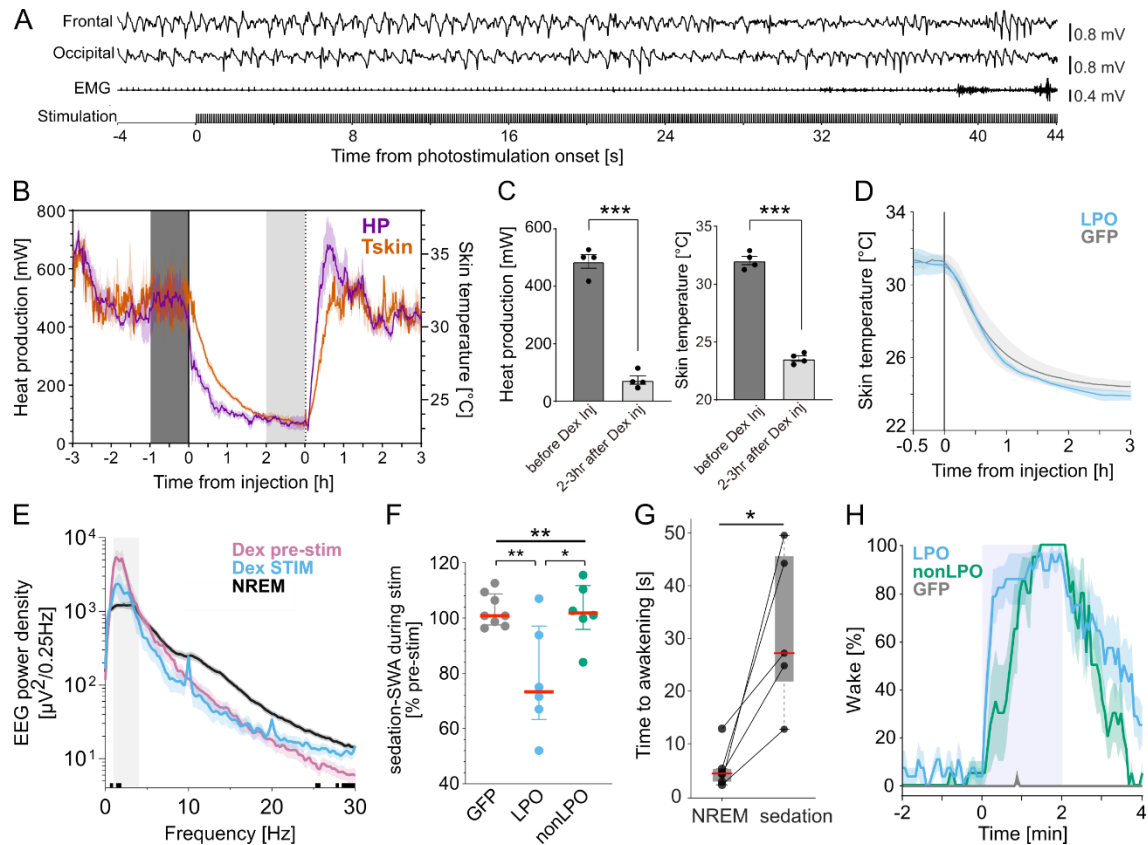 A
Frontal
0.8 mV
Occipital
0.8 mV
EMG
0.4 mV
Stimulation
-4 0 4 8 12 16 20 24 28 32 36 40 44
Time from photostimulation onset [s]
B
800
600
400
200
0
Heat production [mW]
HP
Tskin
35
30
25
Skin temperature [°C]
-3 -2 -1 0 1 2 0 1 2 3
Time from injection [h]
C
***
600
400
200
0
Heat production [mW]
before Dex Inj
2-3hr after Dex inj
***
35
30
25
20
Skin temperature [°C]
before Dex Inj
2-3hr after Dex inj
D
LPO
GFP
34
31
28
25
22
Skin temperature [°C]
-0.5 0 1 2 3
Time from injection [h]
E
Dex pre-stim
Dex STIM
NREM
10⁴
10³
10²
10¹
EEG power density
[µV²/0.25Hz]
0 10 20 30
Frequency [Hz]
F
**
** *
120
100
80
60
40
sedation-SWA during stim
[% pre-stim]
GFP
LPO
nonLPO
G
*
50
40
30
20
10
0
Time to awakening [s]
NREM sedation
H
LPO
nonLPO
GFP
100
80
60
40
20
0
Wake [%]
-2 0 2 4
Time [min]